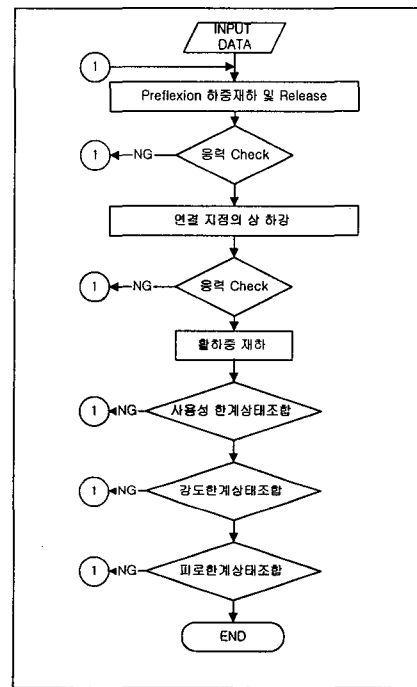 INPUT
DATA
1
Preflexion 하중재하 및 Release
1 NG 응력 Check
연결 지점의 상 하강
1 NG 응력 Check
활하중 재하
1 NG 사용성 한계상태조합
1 NG 강도한계상태조합
1 NG 피로한계상태조합
END